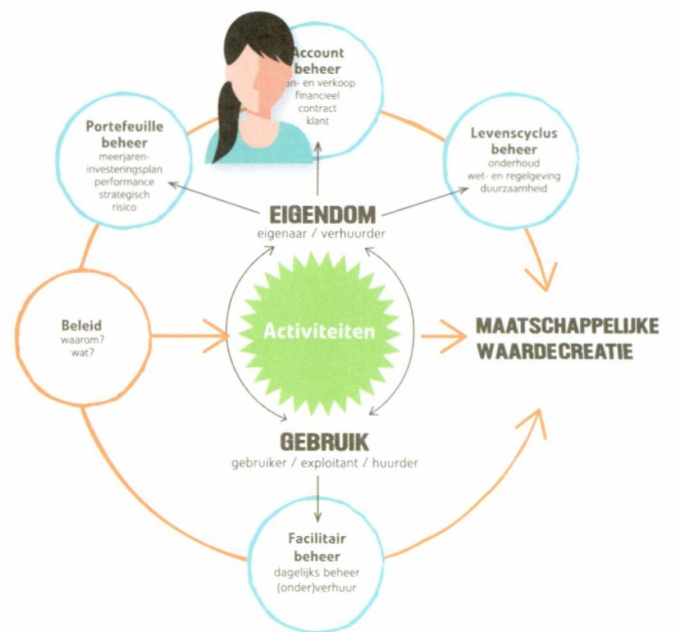 Account
beheer
en verkoop
financieel
contract
klant
Portefeuille
beheer
meerjaren-
investeringsplan
performance
strategisch
risico
Levenscyclus
beheer
onderhoud
wet- en regelgeving
duurzaamheid
EIGENDOM
eigenaar / verhuurder
Beleid
waarom?
wat?
Activiteiten
MAATSCHAPPELIJKE
WAARDECREATIE
GEBRUIK
gebruiker / exploitant / huurder
Facilitair
beheer
dagelijks beheer
(onder)verhuur